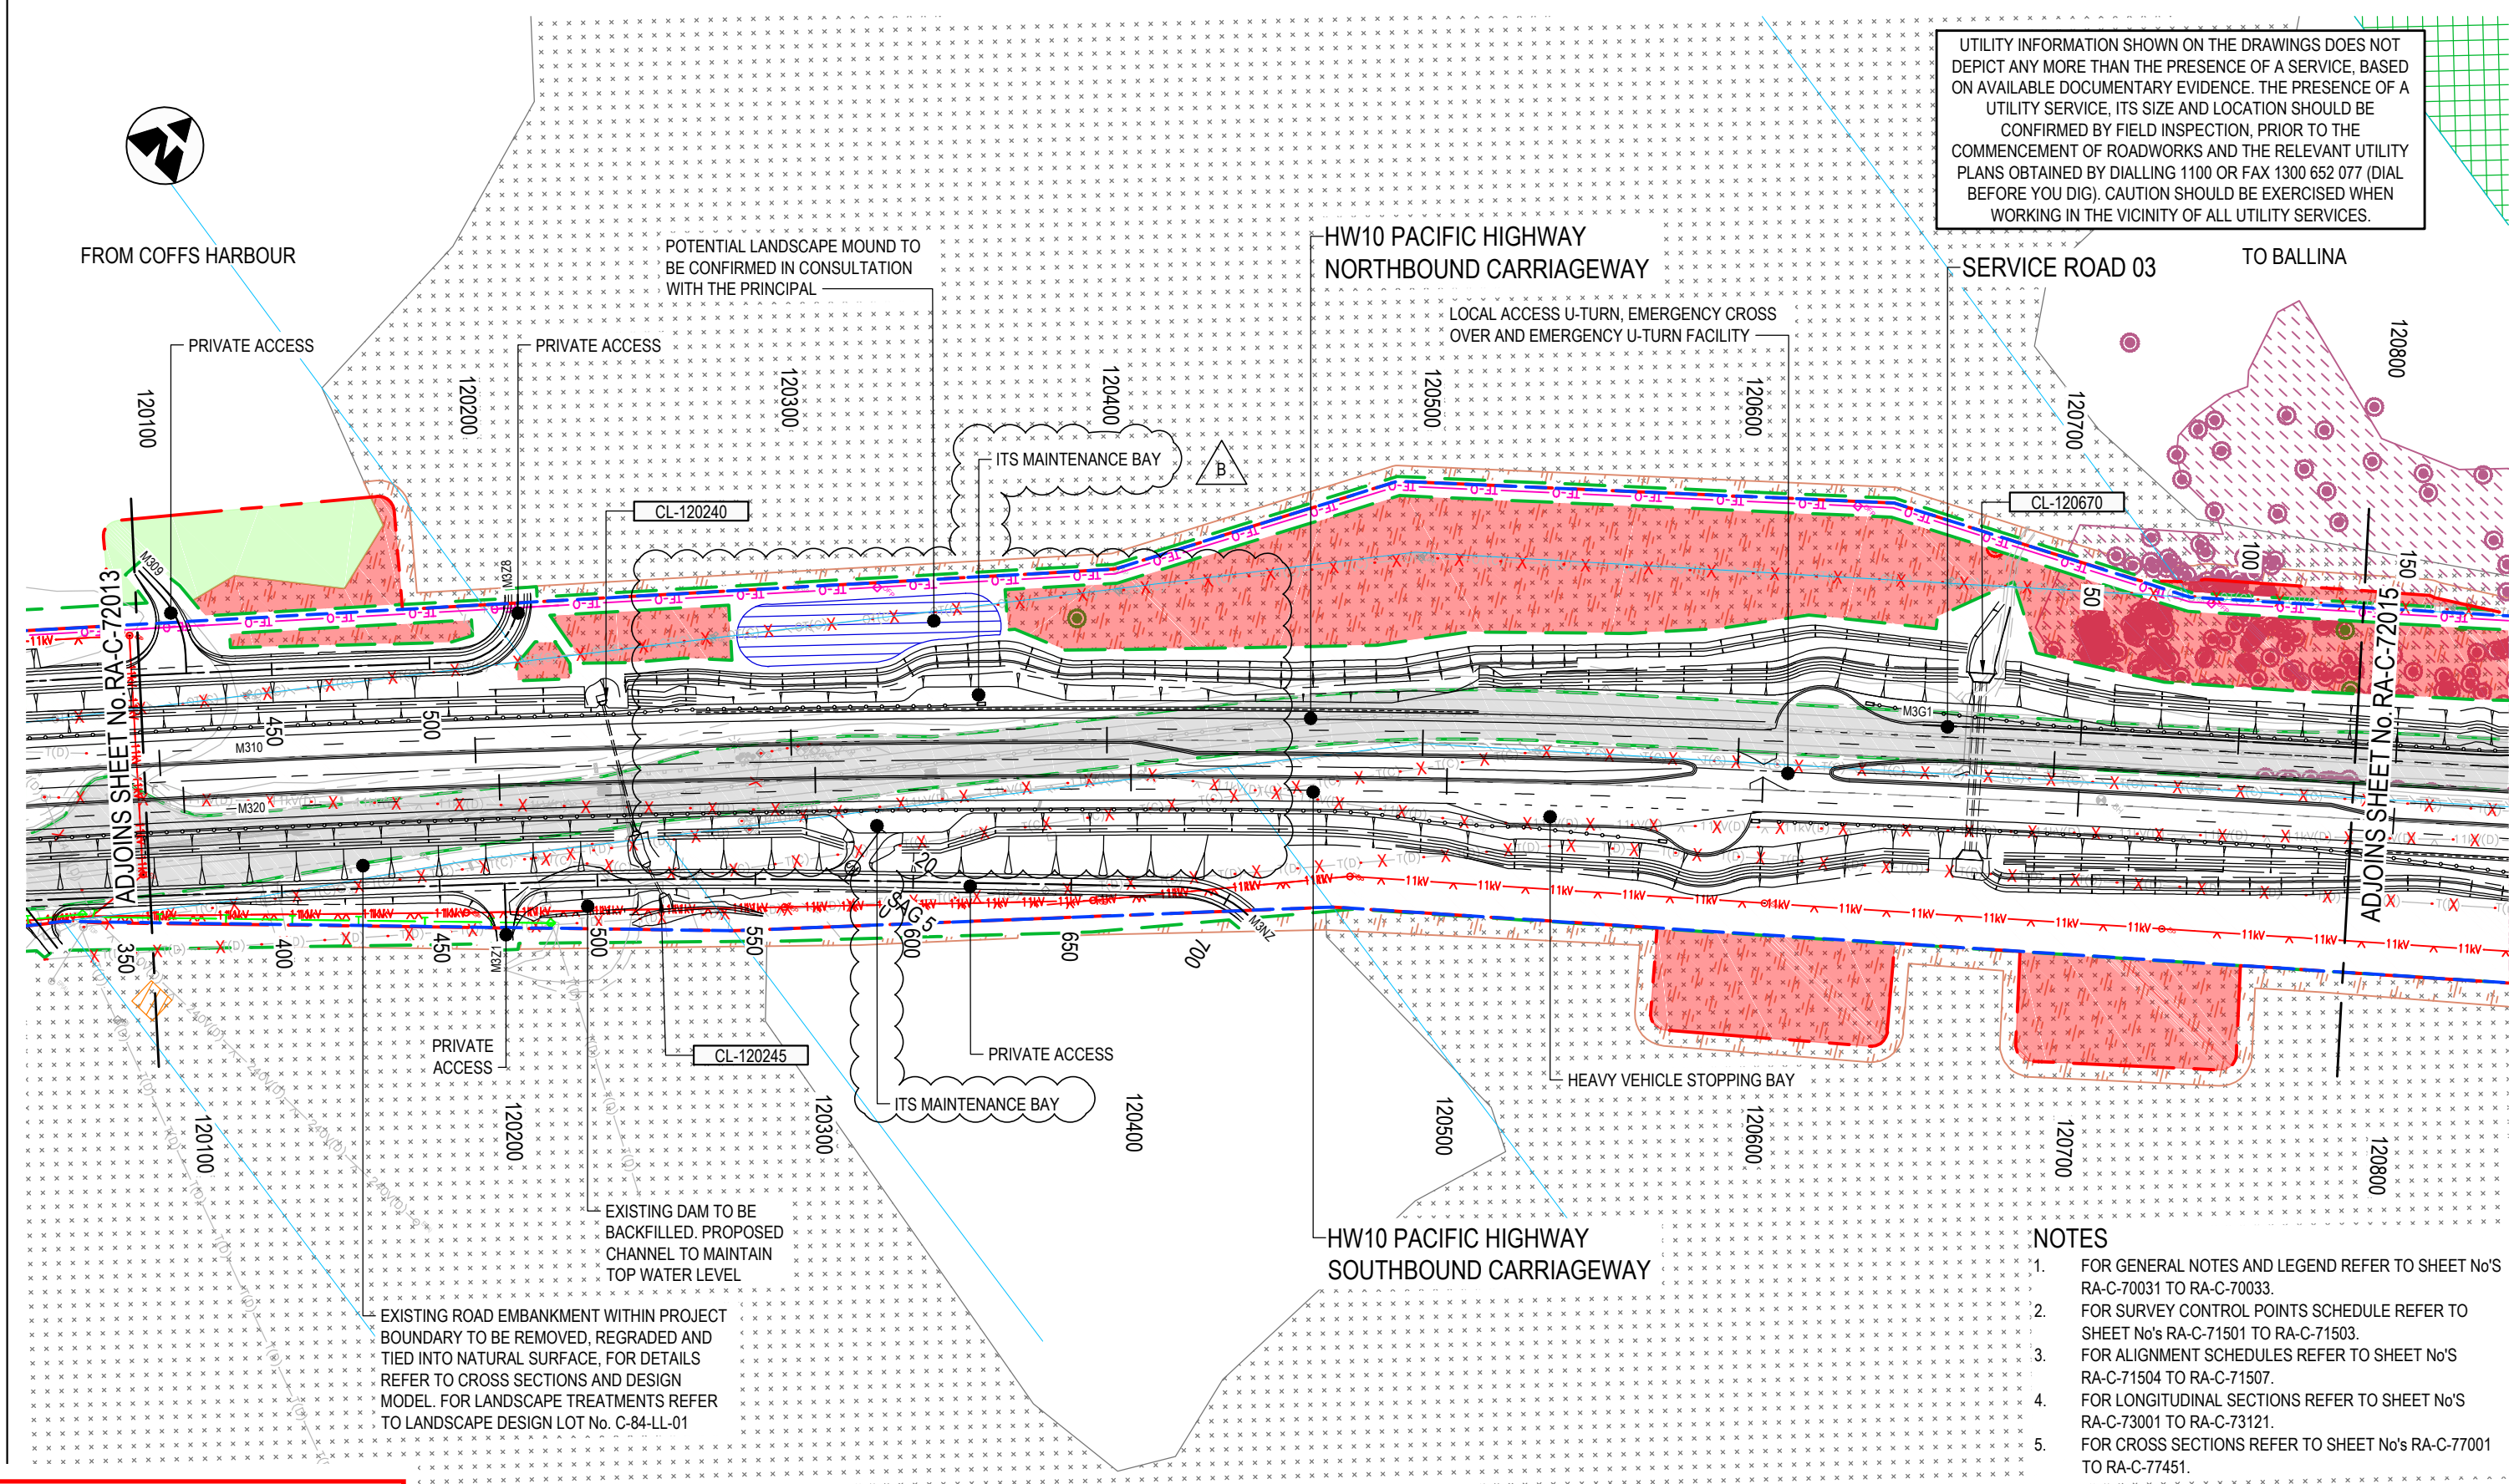 UTILITY INFORMATION SHOWN ON THE DRAWINGS DOES NOT
DEPICT ANY MORE THAN THE PRESENCE OF A SERVICE, BASED
ON AVAILABLE DOCUMENTARY EVIDENCE. THE PRESENCE OF A
UTILITY SERVICE, ITS SIZE AND LOCATION SHOULD BE
CONFIRMED BY FIELD INSPECTION, PRIOR TO THE
COMMENCEMENT OF ROADWORKS AND THE RELEVANT UTILITY
PLANS OBTAINED BY DIALLING 1100 OR FAX 1300 652 077 (DIAL
BEFORE YOU DIG). CAUTION SHOULD BE EXERCISED WHEN
WORKING IN THE VICINITY OF ALL UTILITY SERVICES.
N
FROM COFFS HARBOUR
TO BALLINA
POTENTIAL LANDSCAPE MOUND TO
BE CONFIRMED IN CONSULTATION
WITH THE PRINCIPAL
HW10 PACIFIC HIGHWAY
NORTHBOUND CARRIAGEWAY
SERVICE ROAD 03
LOCAL ACCESS U-TURN, EMERGENCY CROSS
OVER AND EMERGENCY U-TURN FACILITY
PRIVATE ACCESS
PRIVATE ACCESS
120100
120200
120300
120400
120500
120600
120700
120800
ITS MAINTENANCE BAY
B
CL-120240
CL-120670
M309
M3M28
ADJOINS SHEET No.RA-C-72013
ADJOINS SHEET No.RA-C-72015
50
100
150
450
500
M310
M320
M3G1
20
SAG 5
350
400
450
500
550
600
650
700
M3Z1
M3NZ
11kV
PRIVATE
ACCESS
CL-120245
PRIVATE ACCESS
ITS MAINTENANCE BAY
HEAVY VEHICLE STOPPING BAY
120100
120200
120300
120400
120500
120600
120700
120800
EXISTING DAM TO BE
BACKFILLED. PROPOSED
CHANNEL TO MAINTAIN
TOP WATER LEVEL
EXISTING ROAD EMBANKMENT WITHIN PROJECT
BOUNDARY TO BE REMOVED, REGRADED AND
TIED INTO NATURAL SURFACE, FOR DETAILS
REFER TO CROSS SECTIONS AND DESIGN
MODEL. FOR LANDSCAPE TREATMENTS REFER
TO LANDSCAPE DESIGN LOT No. C-84-LL-01
HW10 PACIFIC HIGHWAY
SOUTHBOUND CARRIAGEWAY
NOTES
1. FOR GENERAL NOTES AND LEGEND REFER TO SHEET No'S
RA-C-70031 TO RA-C-70033.
2. FOR SURVEY CONTROL POINTS SCHEDULE REFER TO
SHEET No's RA-C-71501 TO RA-C-71503.
3. FOR ALIGNMENT SCHEDULES REFER TO SHEET No'S
RA-C-71504 TO RA-C-71507.
4. FOR LONGITUDINAL SECTIONS REFER TO SHEET No'S
RA-C-73001 TO RA-C-73121.
5. FOR CROSS SECTIONS REFER TO SHEET No's RA-C-77001
TO RA-C-77451.